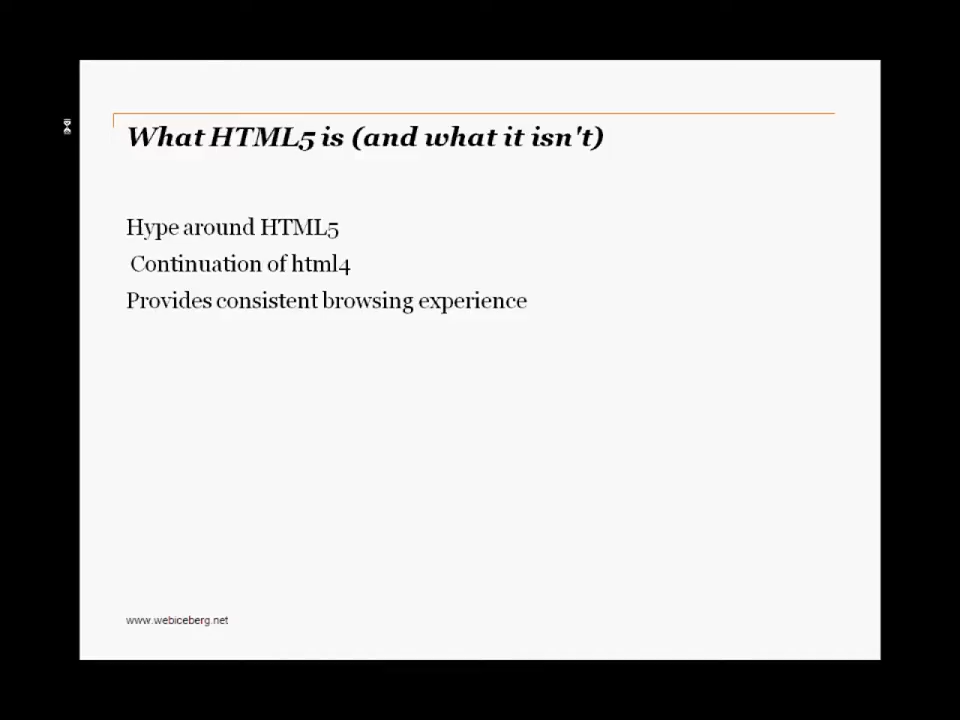 What HTML5 is (and what it isn't)
Hype around HTML5
Continuation of html4
Provides consistent browsing experience
www.webiceberg.net